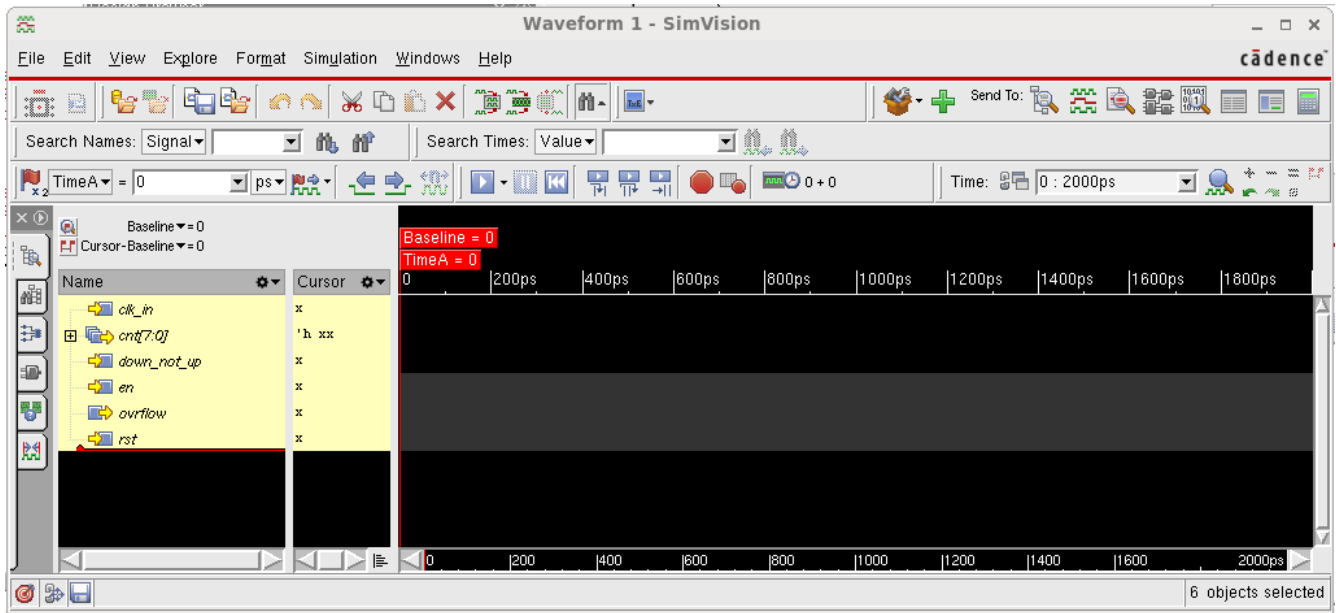 Waveform 1 - SimVision
File Edit View Explore Format Simulation Windows Help cādence
Send To:
Search Names: Signal Search Times: Value
x2 TimeA = 0 ps 0 + 0 Time: 0 : 2000ps
Baseline = 0
Cursor-Baseline = 0
Baseline = 0
TimeA = 0
Name Cursor 0 200ps 400ps 600ps 800ps 1000ps 1200ps 1400ps 1600ps 1800ps
clk_in x
cnt[7:0] 'h xx
down_not_up x
en x
ovrflow x
rst x
0 200 400 600 800 1000 1200 1400 1600 2000ps
6 objects selected